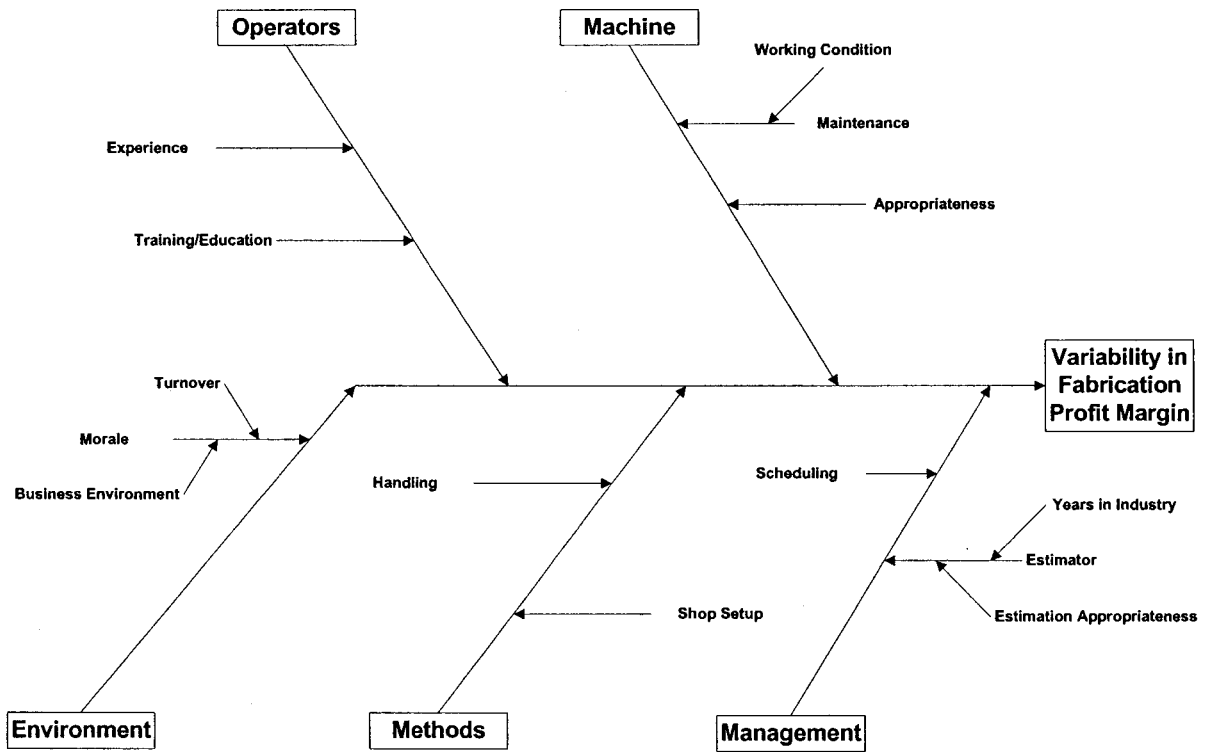 Operators
Machine
Working Condition
Maintenance
Experience
Appropriateness
Training/Education
Variability in
Fabrication
Profit Margin
Turnover
Morale
Business Environment
Handling
Scheduling
Years in Industry
Estimator
Shop Setup
Estimation Appropriateness
Environment
Methods
Management